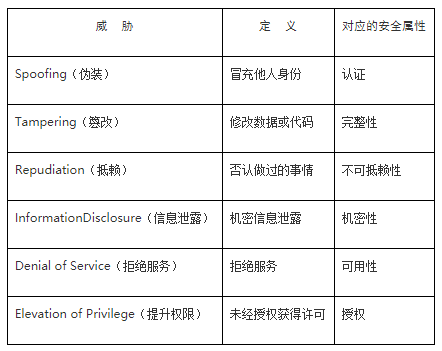 威 胁 定 义 对应的安全属性
Spoofing（伪装） 冒充他人身份 认证
Tampering（篡改） 修改数据或代码 完整性
Repudiation（抵赖） 否认做过的事情 不可抵赖性
InformationDisclosure（信息泄露） 机密信息泄露 机密性
Denial of Service（拒绝服务） 拒绝服务 可用性
Elevation of Privilege（提升权限） 未经授权获得许可 授权